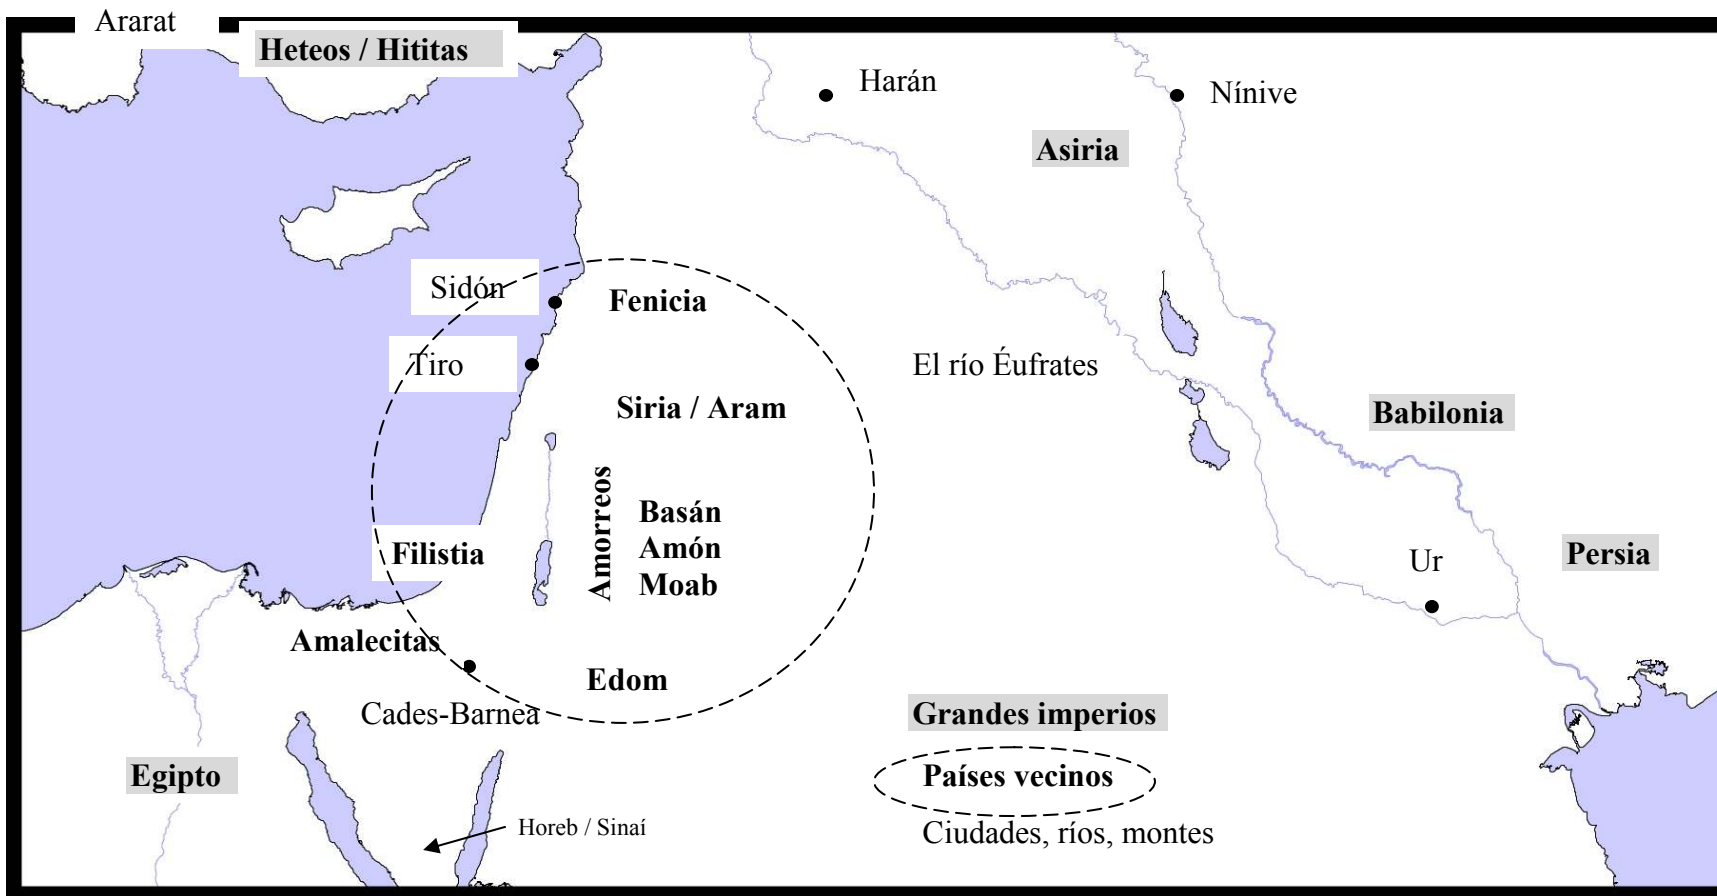 Ararat
Heteos / Hititas
Harán
Nínive
Asiria
Sidón
Fenicia
Tiro
El río Éufrates
Siria / Aram
Babilonia
Amorreos
Basán
Amón
Moab
Filistia
Ur
Persia
Amalecitas
Edom
Cades-Barnea
Grandes imperios
Egipto
Países vecinos
Horeb / Sinaí
Ciudades, ríos, montes